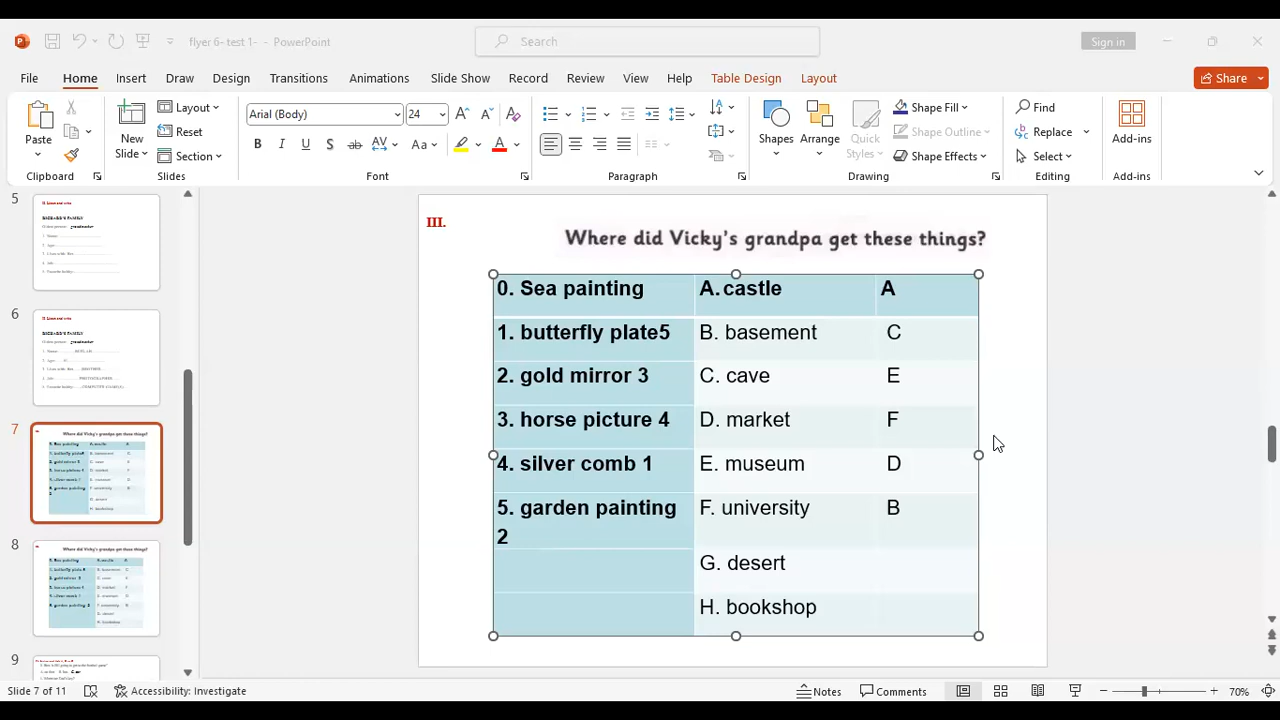 flyer 6- test 1- - PowerPoint
Search
Sign in
File Home Insert Draw Design Transitions Animations Slide Show Record Review View Help Table Design Layout
Share
Paste
Clipboard
New Slide
Layout
Reset
Section
Slides
Arial (Body) 24
Font
Paragraph
Shapes
Arrange
Quick Styles
Shape Fill
Shape Outline
Shape Effects
Drawing
Find
Replace
Select
Editing
Add-ins
Add-ins
5
6
7
8
9
III.
Where did Vicky's grandpa get these things?
0. Sea painting A. castle A
1. butterfly plate5 B. basement C
2. gold mirror 3 C. cave E
3. horse picture 4 D. market F
4. silver comb 1 E. museum D
5. garden painting F. university B
2
G. desert
H. bookshop
Slide 7 of 11
Accessibility: Investigate
Notes
Comments
70%